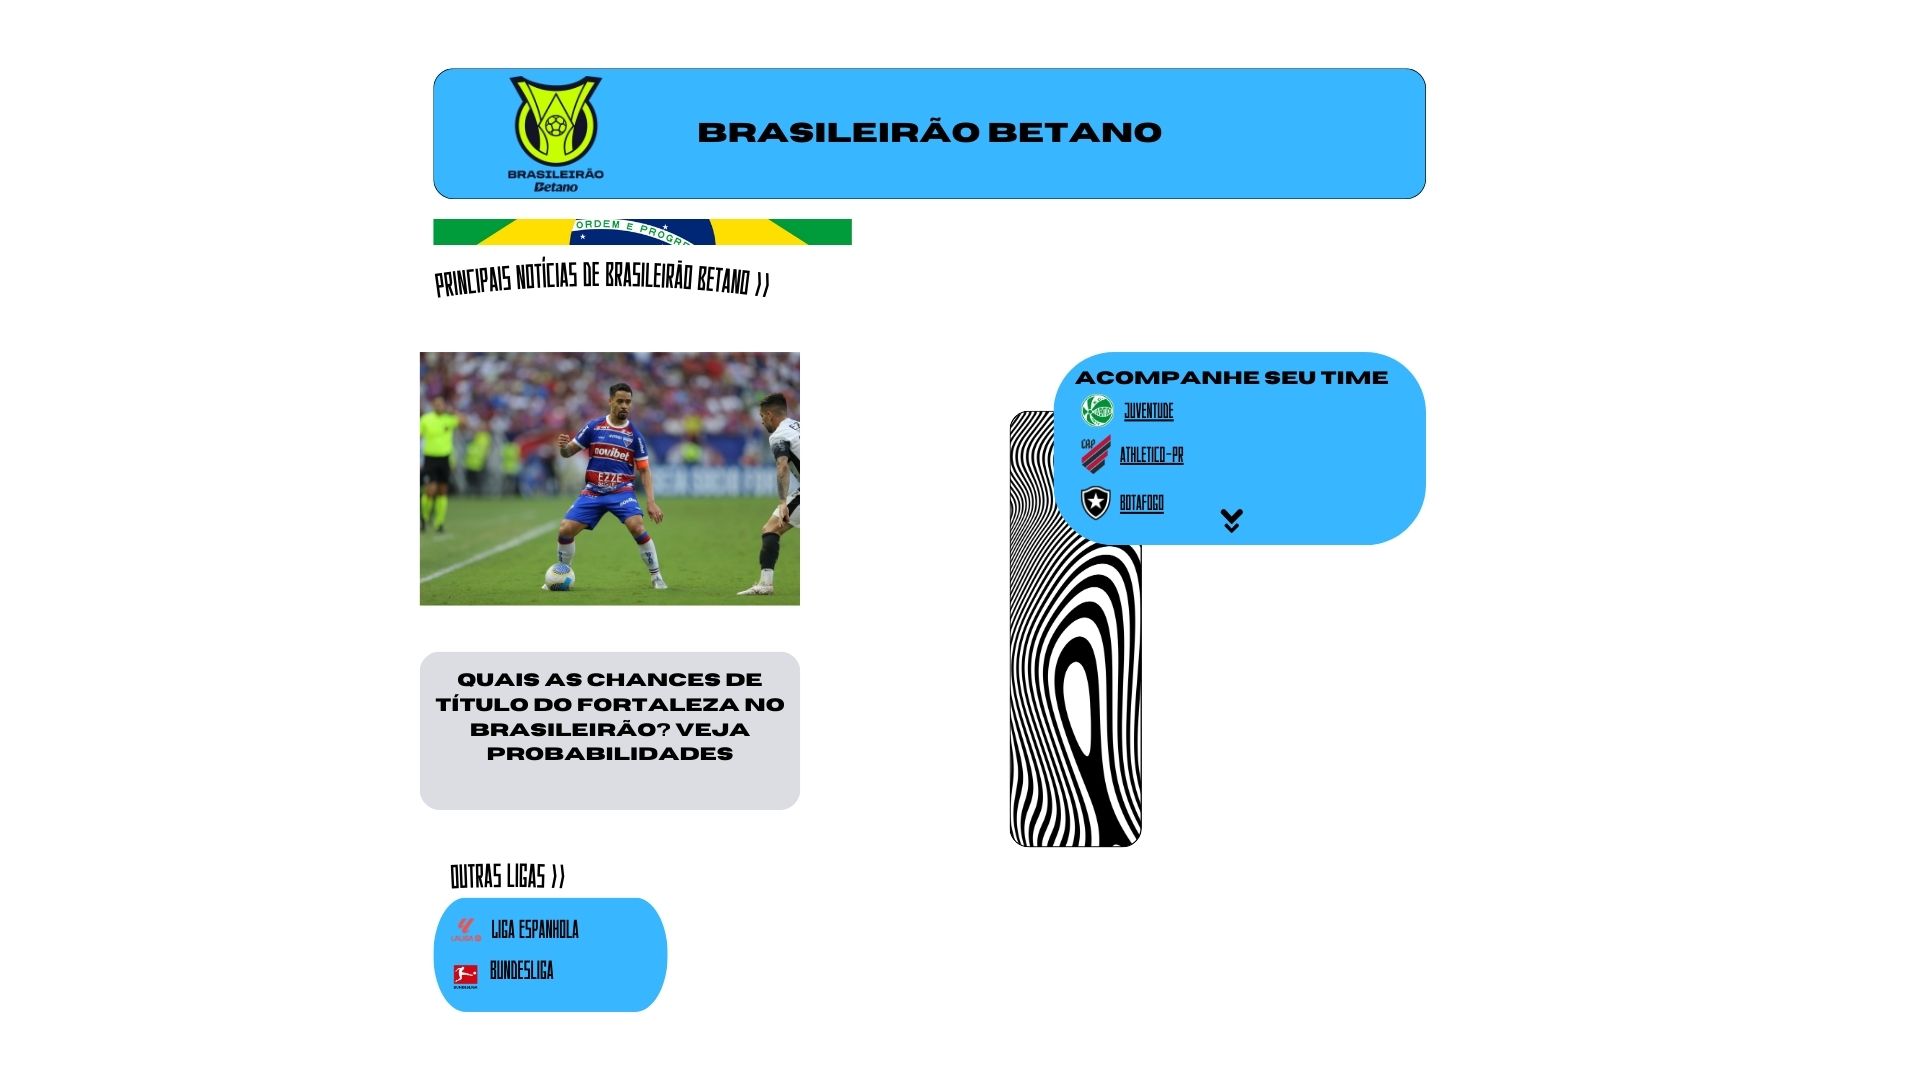 BRASILEIRÃO
Betano
BRASILEIRÃO BETANO
ORDEM E PROGRE
PRINCIPAIS NOTÍCIAS DE BRASILEIRÃO BETANO >>
novibet
EZZE
novibet
ACOMPANHE SEU TIME
JUVENTUDE
CAP
ATHLETICO-PR
BOTAFOGO
QUAIS AS CHANCES DE
TÍTULO DO FORTALEZA NO
BRASILEIRÃO? VEJA
PROBABILIDADES
OUTRAS LIGAS >>
LALIGA
LIGA ESPANHOLA
BUNDESLIGA
BUNDESLIGA